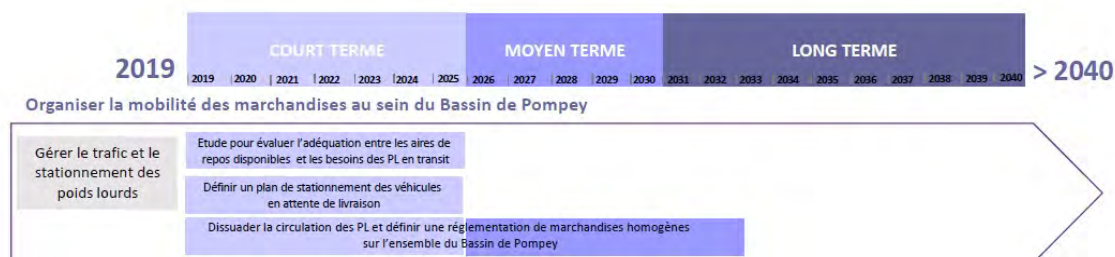 COURT TERME MOYEN TERME LONG TERME
2019 2019 2020 2021 2022 2023 2024 2025 2026 2027 2028 2029 2030 2031 2032 2033 2034 2035 2036 2037 2038 2039 2040 > 2040
Organiser la mobilité des marchandises au sein du Bassin de Pompey
Gérer le trafic et le
stationnement des
poids lourds
Etude pour évaluer l'adéquation entre les aires de
repos disponibles et les besoins des PL en transit
Définir un plan de stationnement des véhicules
en attente de livraison
Dissuader la circulation des PL et définir une réglementation de marchandises homogènes
sur l'ensemble du Bassin de Pompey